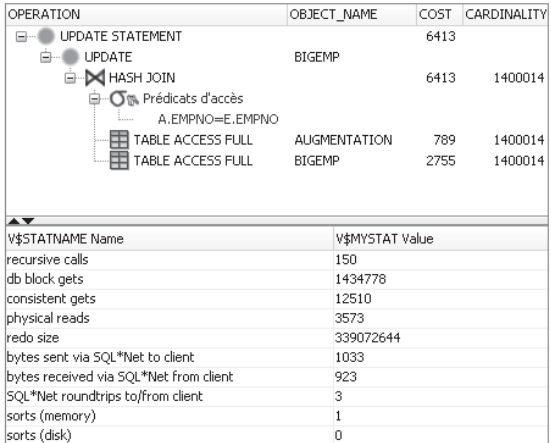 OPERATION OBJECT_NAME COST CARDINALITY
UPDATE STATEMENT 6413
UPDATE BIGEMP
HASH JOIN 6413 1400014
Prédicats d'accès
A.EMPNO=E.EMPNO
TABLE ACCESS FULL AUGMENTATION 789 1400014
TABLE ACCESS FULL BIGEMP 2755 1400014
V$STATNAME Name V$MYSTAT Value
recursive calls 150
db block gets 1434778
consistent gets 12510
physical reads 3573
redo size 339072644
bytes sent via SQL*Net to client 1033
bytes received via SQL*Net from client 923
SQL*Net roundtrips to/from client 3
sorts (memory) 1
sorts (disk) 0